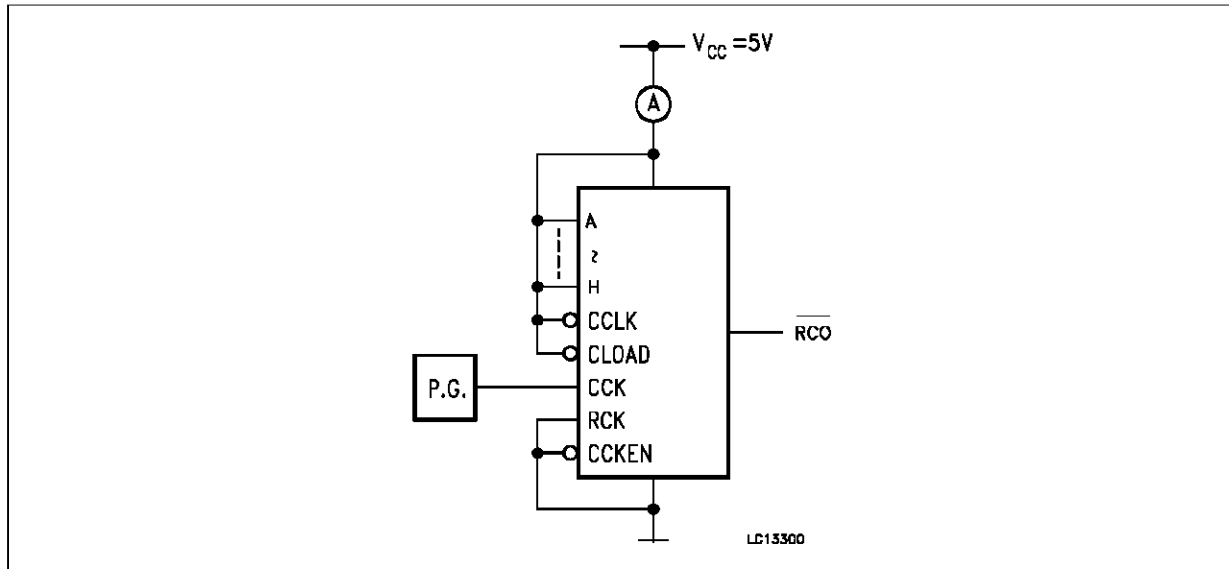 V_CC =5V
A
A
~
H
CCLK
CLOAD
P.G.
CCK
RCK
CCKEN
RCO
LC13300